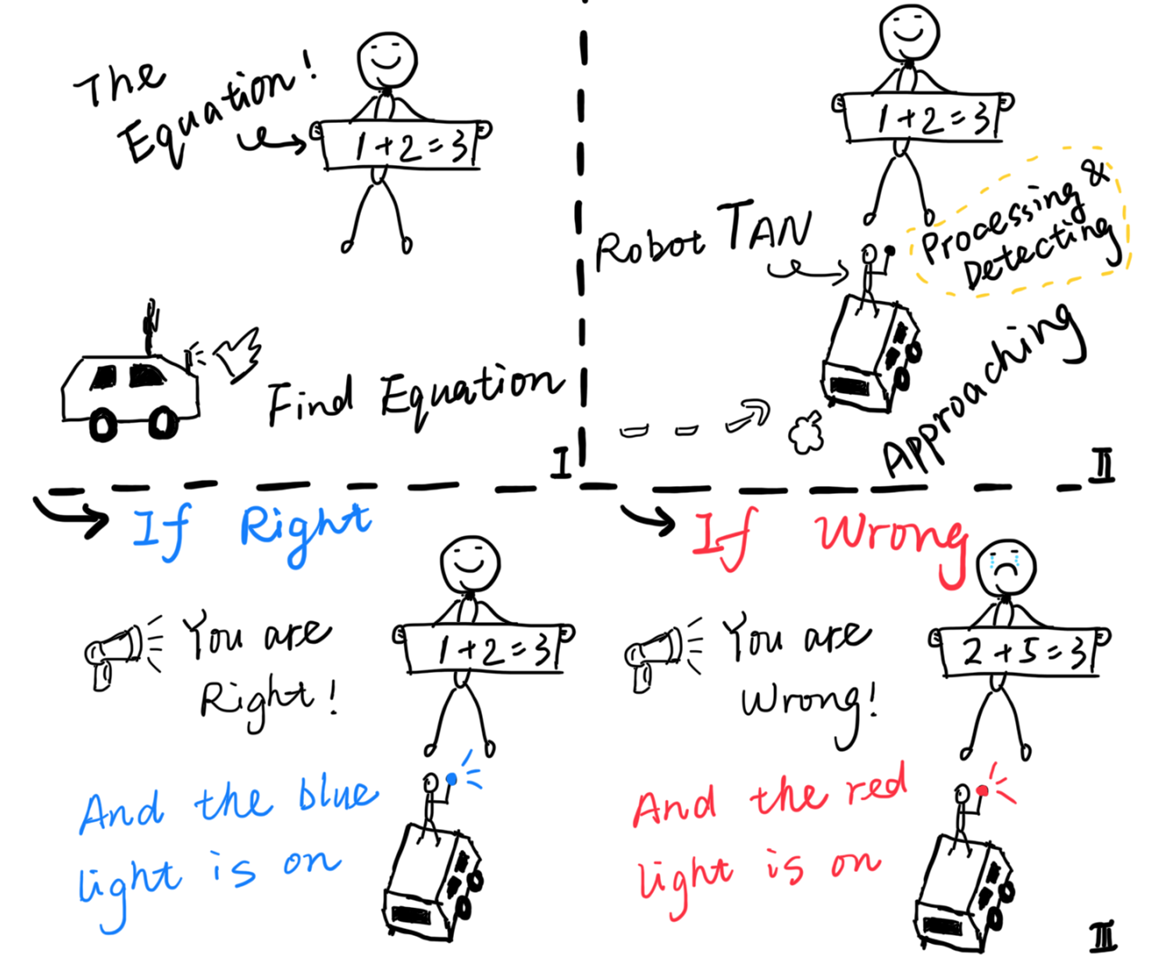 The
Equation!
1+2=3
Find Equation
I
1+2=3
Robot TAN
Processing &
Detecting
Approaching
II
If Right
You are
Right!
1+2=3
And the blue
light is on
If Wrong
You are
Wrong!
2+5=3
And the red
light is on
III